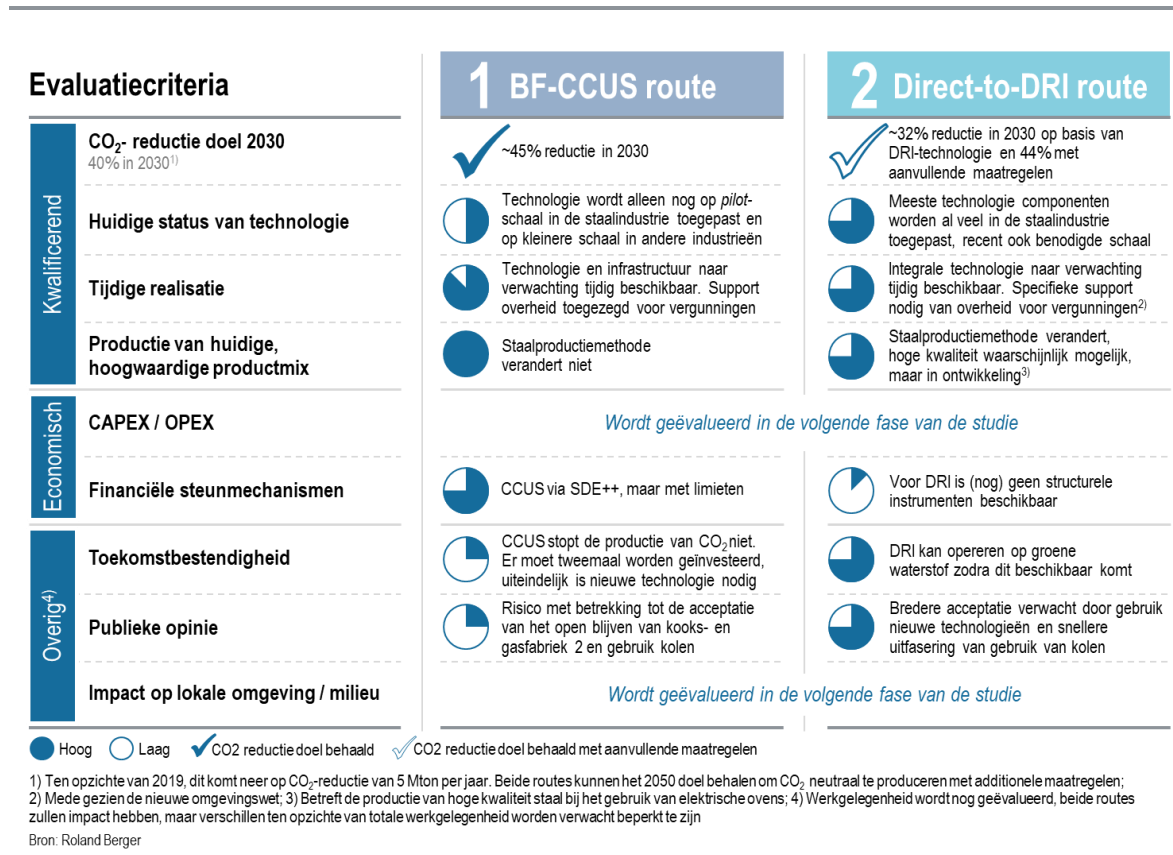 Evaluatiecriteria
1 BF-CCUS route
2 Direct-to-DRI route
Kwalificerend
CO₂- reductie doel 2030
40% in 2030¹⁾
~45% reductie in 2030
~32% reductie in 2030 op basis van
DRI-technologie en 44% met
aanvullende maatregelen
Huidige status van technologie
Technologie wordt alleen nog op pilot-
schaal in de staalindustrie toegepast en
op kleinere schaal in andere industrieën
Meeste technologie componenten
worden al veel in de staalindustrie
toegepast, recent ook benodigde schaal
Tijdige realisatie
Technologie en infrastructuur naar
verwachting tijdig beschikbaar. Support
overheid toegezegd voor vergunningen
Integrale technologie naar verwachting
tijdig beschikbaar. Specifieke support
nodig van overheid voor vergunningen²⁾
Productie van huidige,
hoogwaardige productmix
Staalproductiemethode
verandert niet
Staalproductiemethode verandert,
hoge kwaliteit waarschijnlijk mogelijk,
maar in ontwikkeling³⁾
Economisch
CAPEX / OPEX
Wordt geëvalueerd in de volgende fase van de studie
Financiële steunmechanismen
CCUS via SDE++, maar met limieten
Voor DRI is (nog) geen structurele
instrumenten beschikbaar
Overig⁴⁾
Toekomstbestendigheid
CCUS stopt de productie van CO₂ niet.
Er moet tweemaal worden geïnvesteerd,
uiteindelijk is nieuwe technologie nodig
DRI kan opereren op groene
waterstof zodra dit beschikbaar komt
Publieke opinie
Risico met betrekking tot de acceptatie
van het open blijven van kooks- en
gasfabriek 2 en gebruik kolen
Bredere acceptatie verwacht door gebruik
nieuwe technologieën en snellere
uitfasering van gebruik van kolen
Impact op lokale omgeving / milieu
Wordt geëvalueerd in de volgende fase van de studie
Hoog Laag CO2 reductie doel behaald CO2 reductie doel behaald met aanvullende maatregelen
1) Ten opzichte van 2019, dit komt neer op CO₂-reductie van 5 Mton per jaar. Beide routes kunnen het 2050 doel behalen om CO₂ neutraal te produceren met additionele maatregelen;
2) Mede gezien de nieuwe omgevingswet; 3) Betreft de productie van hoge kwaliteit staal bij het gebruik van elektrische ovens; 4) Werkgelegenheid wordt nog geëvalueerd, beide routes
zullen impact hebben, maar verschillen ten opzichte van totale werkgelegenheid worden verwacht beperkt te zijn
Bron: Roland Berger